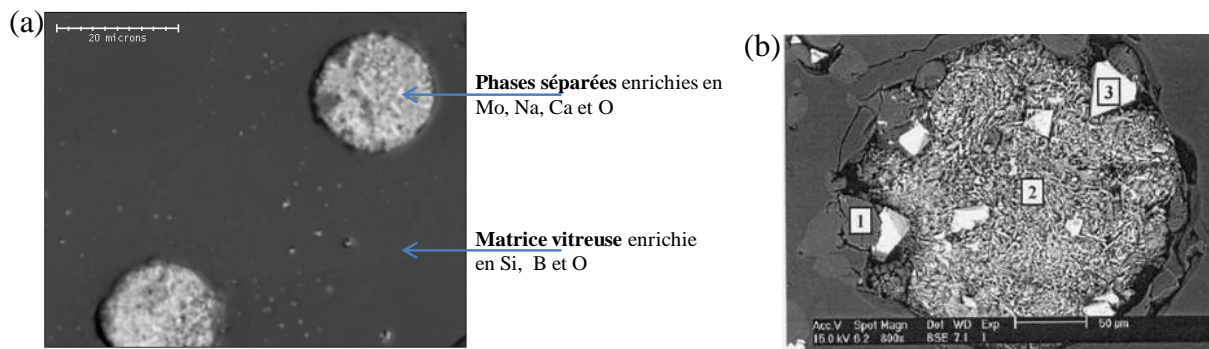 (a)
20 microns
Phases séparées enrichies en
Mo, Na, Ca et O
Matrice vitreuse enrichie
en Si, B et O
(b)
3
2
1
Acc.V Spot Magn Det WD Exp
15.0 kV 6.2 800x BSE 7.1 1
50 µm